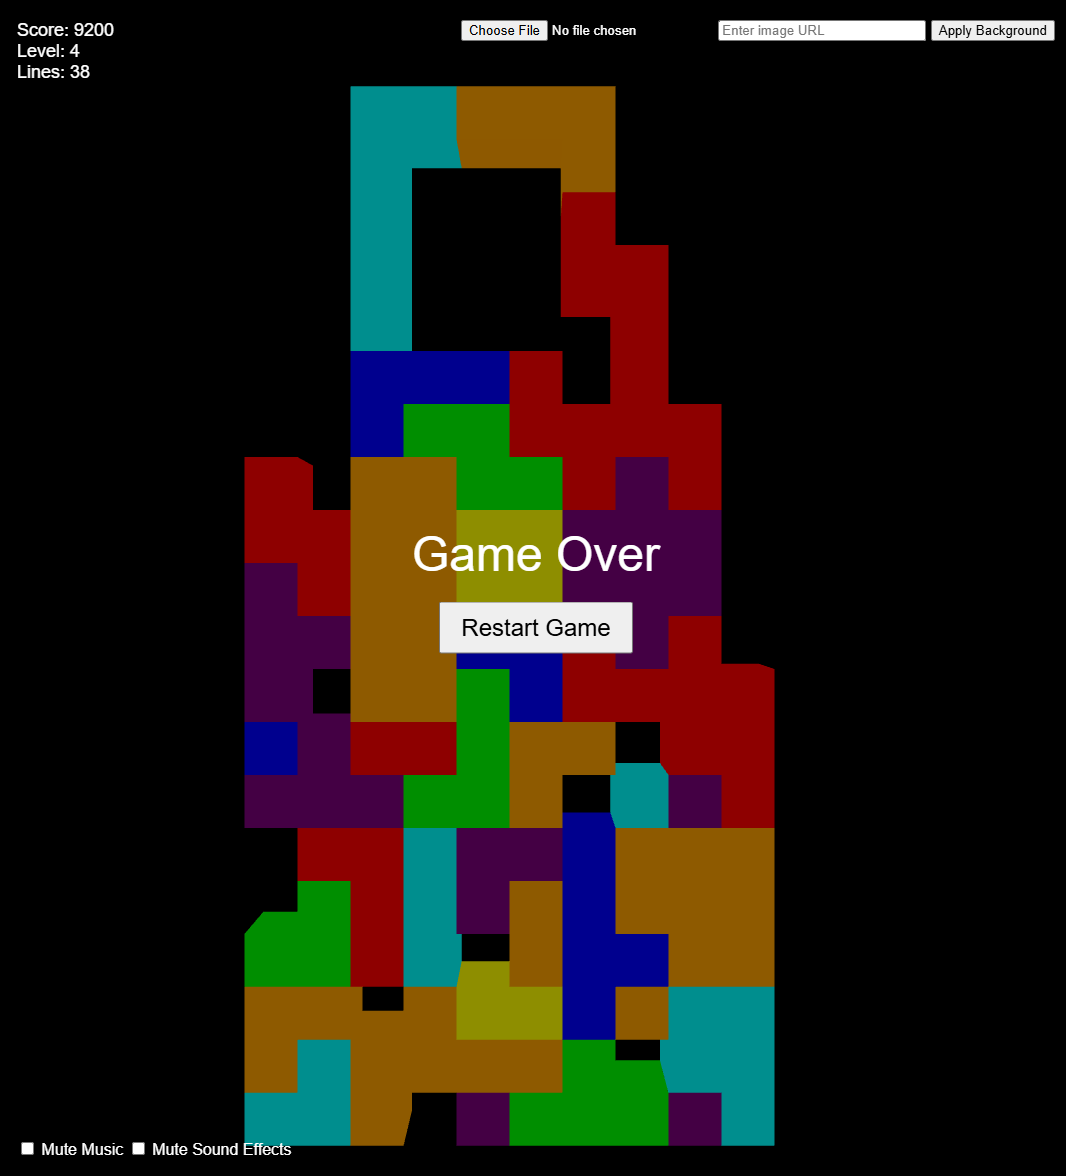 Score: 9200
Level: 4
Lines: 38
Choose File No file chosen
Enter image URL
Apply Background
Game Over
Restart Game
Mute Music
Mute Sound Effects